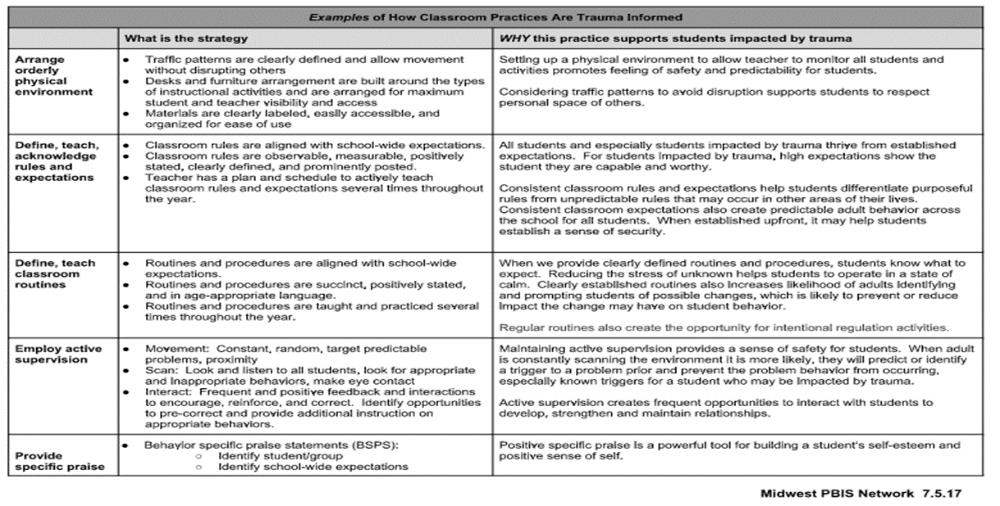 Examples of How Classroom Practices Are Trauma Informed
What is the strategy
WHY this practice supports students impacted by trauma
Arrange
orderly
physical
environment
• Traffic patterns are clearly defined and allow movement
without disrupting others
• Desks and furniture arrangement are built around the types
of instructional activities and are arranged for maximum
student and teacher visibility and access
• Materials are clearly labeled, easily accessible, and
organized for ease of use
Setting up a physical environment to allow teacher to monitor all students and
activities promotes feeling of safety and predictability for students.
Considering traffic patterns to avoid disruption supports students to respect
personal space of others.
Define, teach,
acknowledge
rules and
expectations
• Classroom rules are aligned with school-wide expectations.
• Classroom rules are observable, measurable, positively
stated, clearly defined, and prominently posted.
• Teacher has a plan and schedule to actively teach
classroom rules and expectations several times throughout
the year.
All students and especially students impacted by trauma thrive from established
expectations. For students impacted by trauma, high expectations show the
student they are capable and worthy.
Consistent classroom rules and expectations help students differentiate purposeful
rules from unpredictable rules that may occur in other areas of their lives.
Consistent classroom expectations also create predictable adult behavior across
the school for all students. When established upfront, it may help students
establish a sense of security.
Define, teach
classroom
routines
• Routines and procedures are aligned with school-wide
expectations.
• Routines and procedures are succinct, positively stated,
and in age-appropriate language.
• Routines and procedures are taught and practiced several
times throughout the year.
When we provide clearly defined routines and procedures, students know what to
expect. Reducing the stress of unknown helps students to operate in a state of
calm. Clearly established routines also increases likelihood of adults identifying
and prompting students of possible changes, which is likely to prevent or reduce
impact the change may have on student behavior.
Regular routines also create the opportunity for intentional regulation activities.
Employ active
supervision
• Movement: Constant, random, target predictable
problems, proximity
• Scan: Look and listen to all students, look for appropriate
and inappropriate behaviors, make eye contact
• Interact: Frequent and positive feedback and interactions
to encourage, reinforce, and correct. Identify opportunities
to pre-correct and provide additional instruction on
appropriate behaviors.
Maintaining active supervision provides a sense of safety for students. When adult
is constantly scanning the environment it is more likely, they will predict or identify
a trigger to a problem prior and prevent the problem behavior from occurring,
especially known triggers for a student who may be impacted by trauma.
Active supervision creates frequent opportunities to interact with students to
develop, strengthen and maintain relationships.
Provide
specific praise
• Behavior specific praise statements (BSPS):
○ Identify student/group
○ Identify school-wide expectations
Positive specific praise is a powerful tool for building a student's self-esteem and
positive sense of self.
Midwest PBIS Network 7.5.17